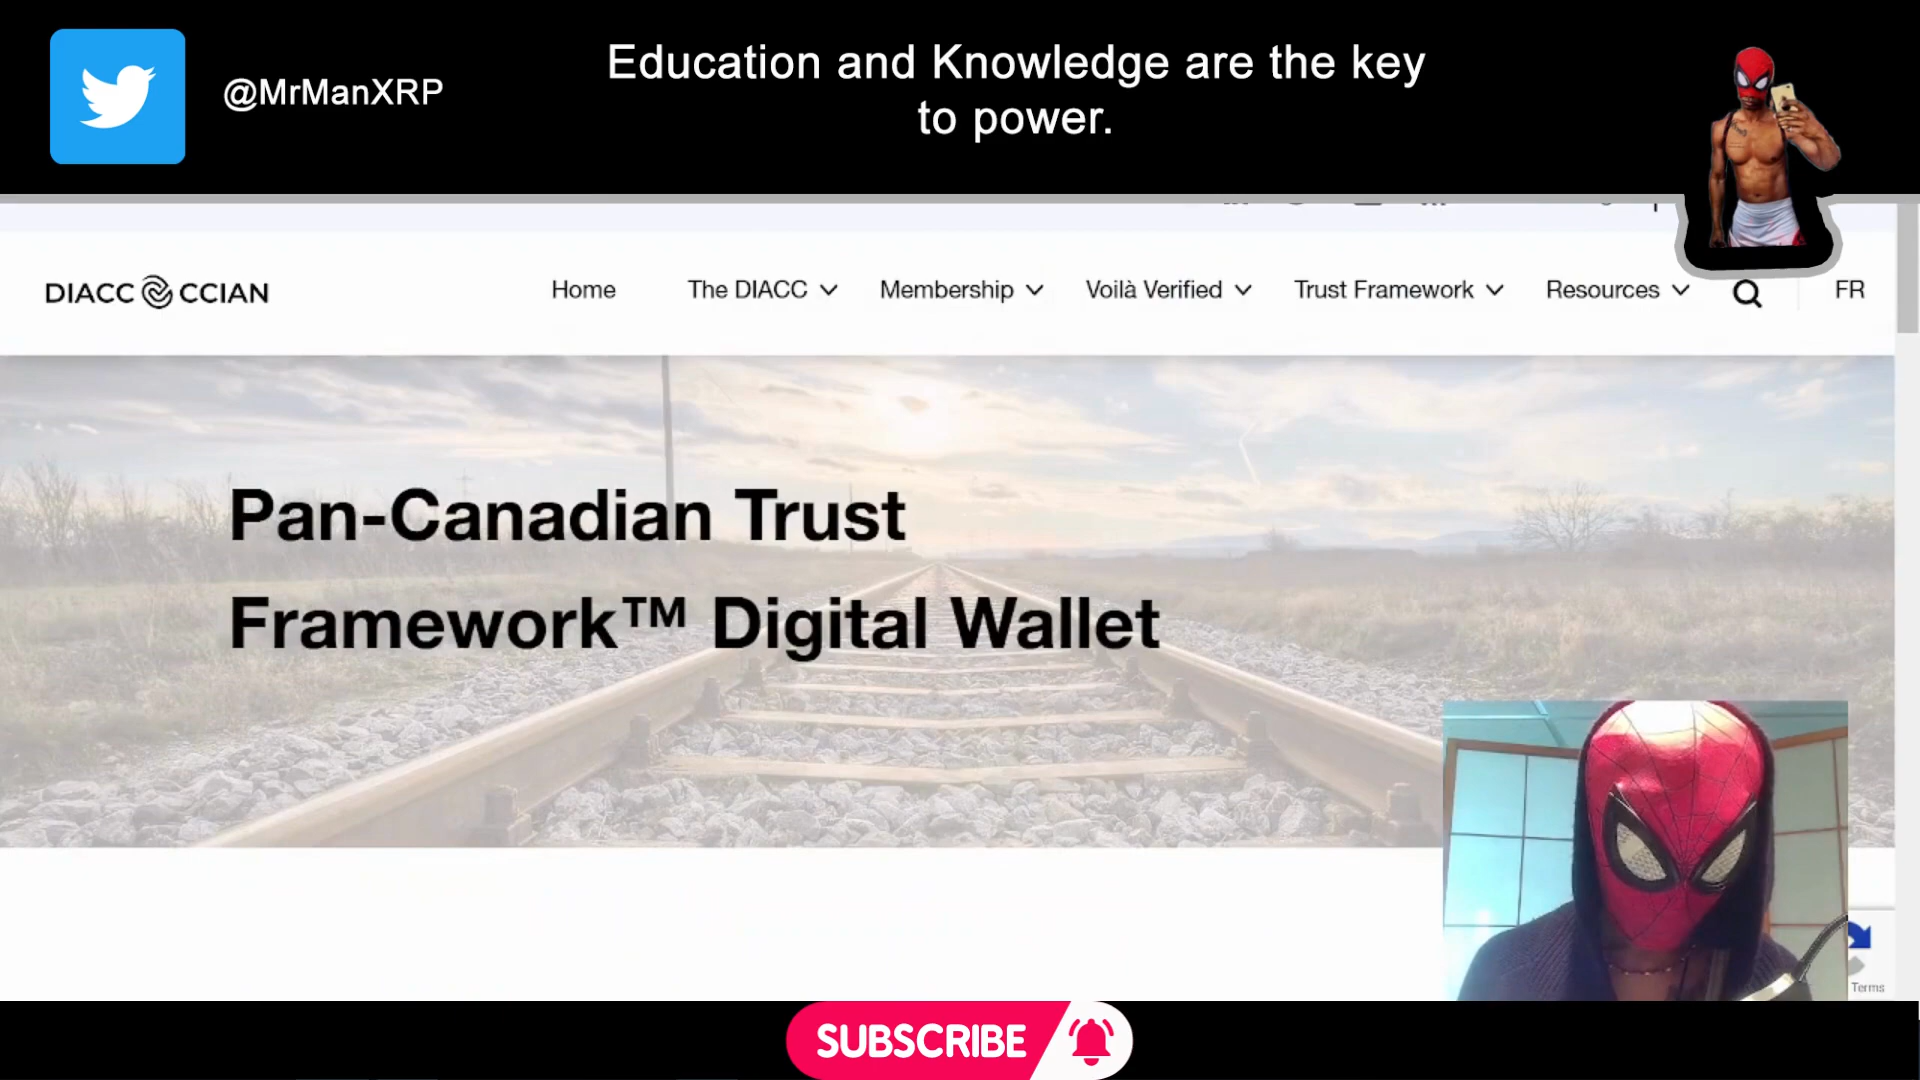 @MrManXRP
Education and Knowledge are the key
to power.
DIACC CCIAN
Home The DIACC Membership Voilà Verified Trust Framework Resources FR
Pan-Canadian Trust
Framework™ Digital Wallet
Terms
SUBSCRIBE